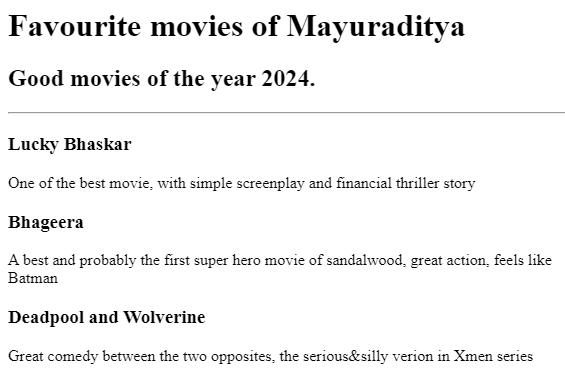 Favourite movies of Mayuraditya
Good movies of the year 2024.
Lucky Bhaskar
One of the best movie, with simple screenplay and financial thriller story
Bhageera
A best and probably the first super hero movie of sandalwood, great action, feels like
Batman
Deadpool and Wolverine
Great comedy between the two opposites, the serious&silly verion in Xmen series